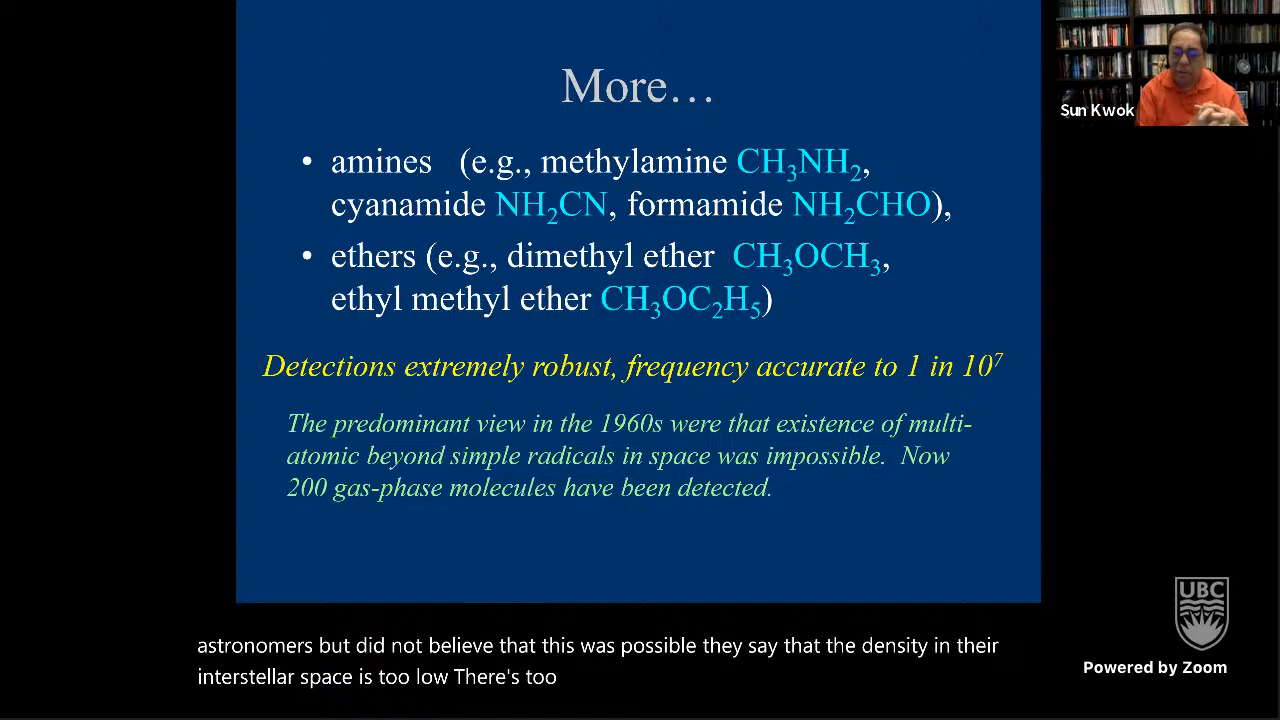 More…
• amines (e.g., methylamine CH₃NH₂,
cyanamide NH₂CN, formamide NH₂CHO),
• ethers (e.g., dimethyl ether CH₃OCH₃,
ethyl methyl ether CH₃OC₂H₅)
Detections extremely robust, frequency accurate to 1 in 10⁷
The predominant view in the 1960s were that existence of multi-
atomic beyond simple radicals in space was impossible. Now
200 gas-phase molecules have been detected.
Sun Kwok
astronomers but did not believe that this was possible they say that the density in their
interstellar space is too low There's too
UBC
Powered by Zoom